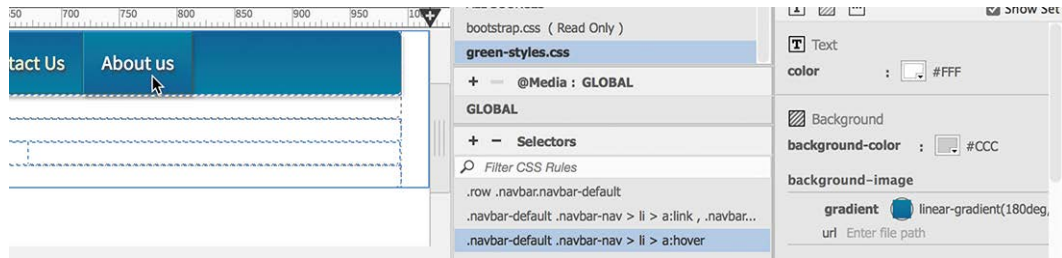 700 750 800 850 900 950
tact Us About us
bootstrap.css ( Read Only )
green-styles.css
+ − @Media : GLOBAL
GLOBAL
+ − Selectors
Filter CSS Rules
.row .navbar.navbar-default
.navbar-default .navbar-nav > li > a:link , .navbar...
.navbar-default .navbar-nav > li > a:hover
Show Set
T Text
color : #FFF
Background
background-color : #CCC
background-image
gradient linear-gradient(180deg,
url Enter file path